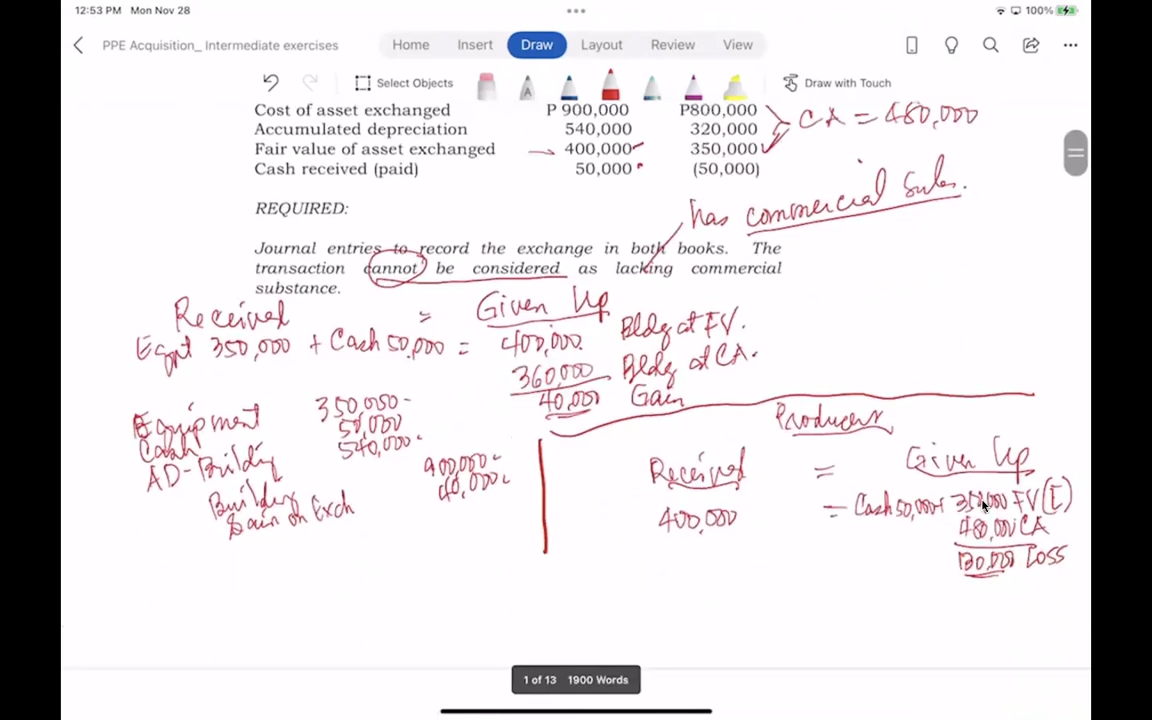 12:53 PM Mon Nov 28
100%
PPE Acquisition_ Intermediate exercises
Home Insert Draw Layout Review View
Select Objects
A
Draw with Touch
Cost of asset exchanged P 900,000 P800,000
Accumulated depreciation 540,000 320,000
Fair value of asset exchanged 400,000 350,000
Cash received (paid) 50,000 (50,000)
CA = 480,000
REQUIRED:
has commercial subs.
Journal entries to record the exchange in both books. The
transaction cannot be considered as lacking commercial
substance.
Received = Given Up
Eqpt 350,000 + Cash 50,000 = 400,000 Bldg at FV.
360,000 Bldg at CA.
40,000 Gain
Equipment 350,000
Cash 50,000
AD-Building 540,000
Building 900,000
Gain on Exch 40,000
Producers
Received = Given Up
400,000 = Cash 50,000 + 350,000 FV (E)
480,000 CA
130,000 Loss
1 of 13 1900 Words